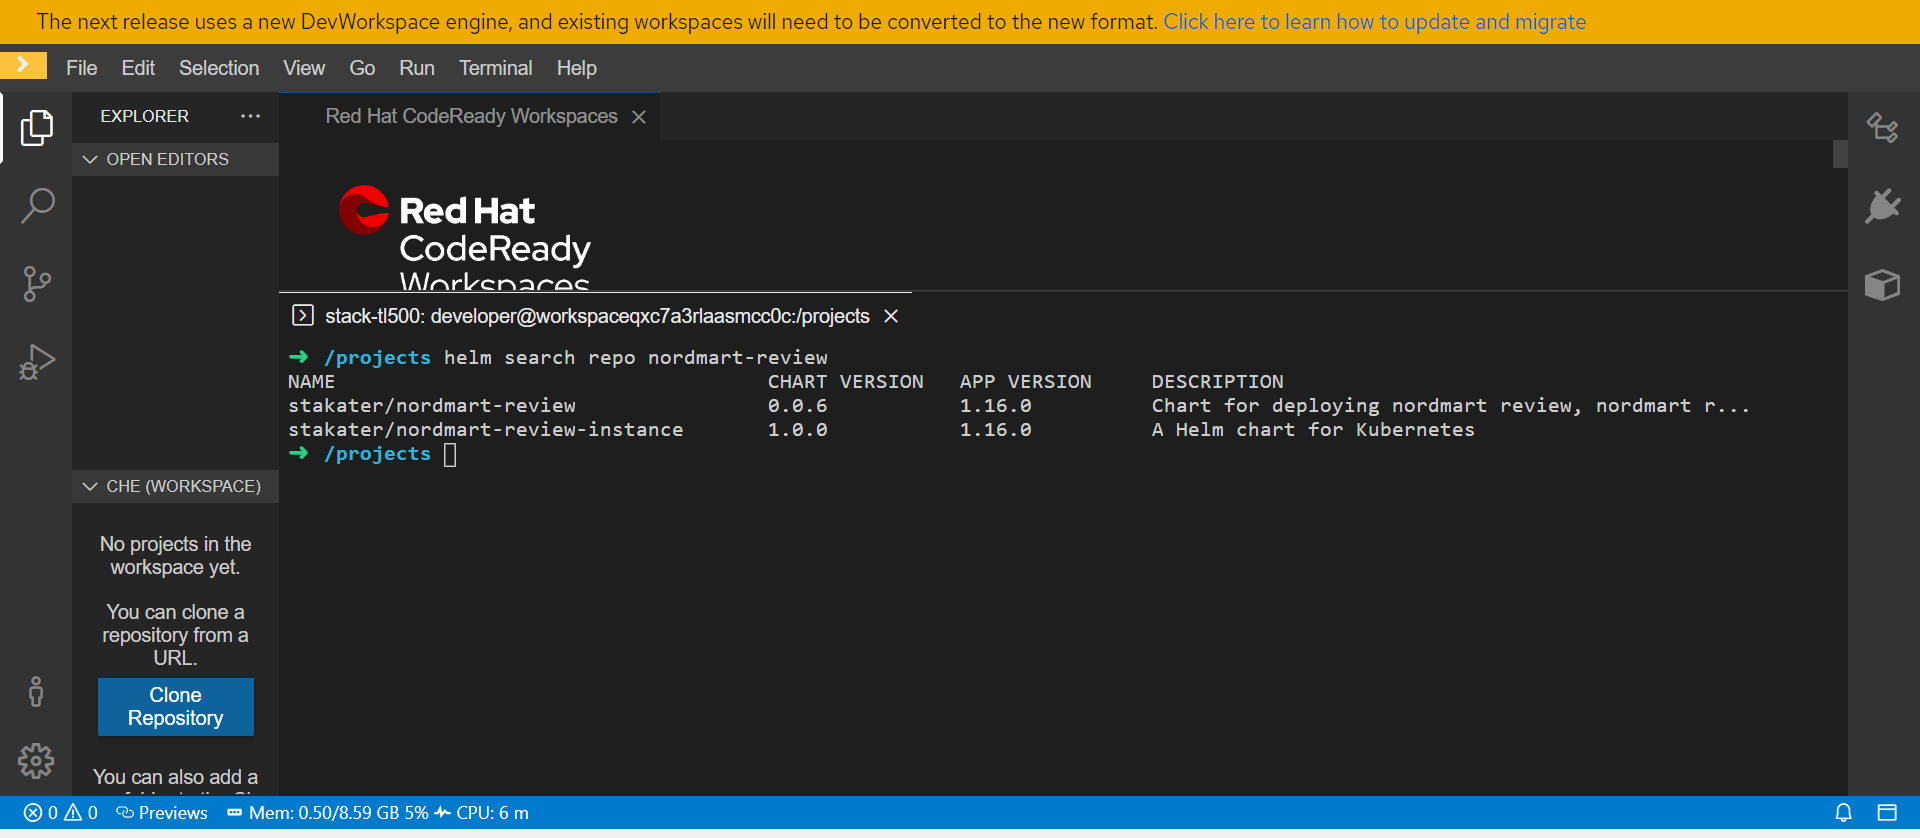 The next release uses a new DevWorkspace engine, and existing workspaces will need to be converted to the new format. Click here to learn how to update and migrate
File Edit Selection View Go Run Terminal Help
EXPLORER ...
Red Hat CodeReady Workspaces
OPEN EDITORS
Red Hat
CodeReady
Workspaces
stack-tl500: developer@workspaceqxc7a3rlaasmcc0c:/projects
/projects helm search repo nordmart-review
NAME CHART VERSION APP VERSION DESCRIPTION
stakater/nordmart-review 0.0.6 1.16.0 Chart for deploying nordmart review, nordmart r...
stakater/nordmart-review-instance 1.0.0 1.16.0 A Helm chart for Kubernetes
/projects
CHE (WORKSPACE)
No projects in the
workspace yet.
You can clone a
repository from a
URL.
Clone
Repository
You can also add a
0 0 Previews Mem: 0.50/8.59 GB 5% CPU: 6 m